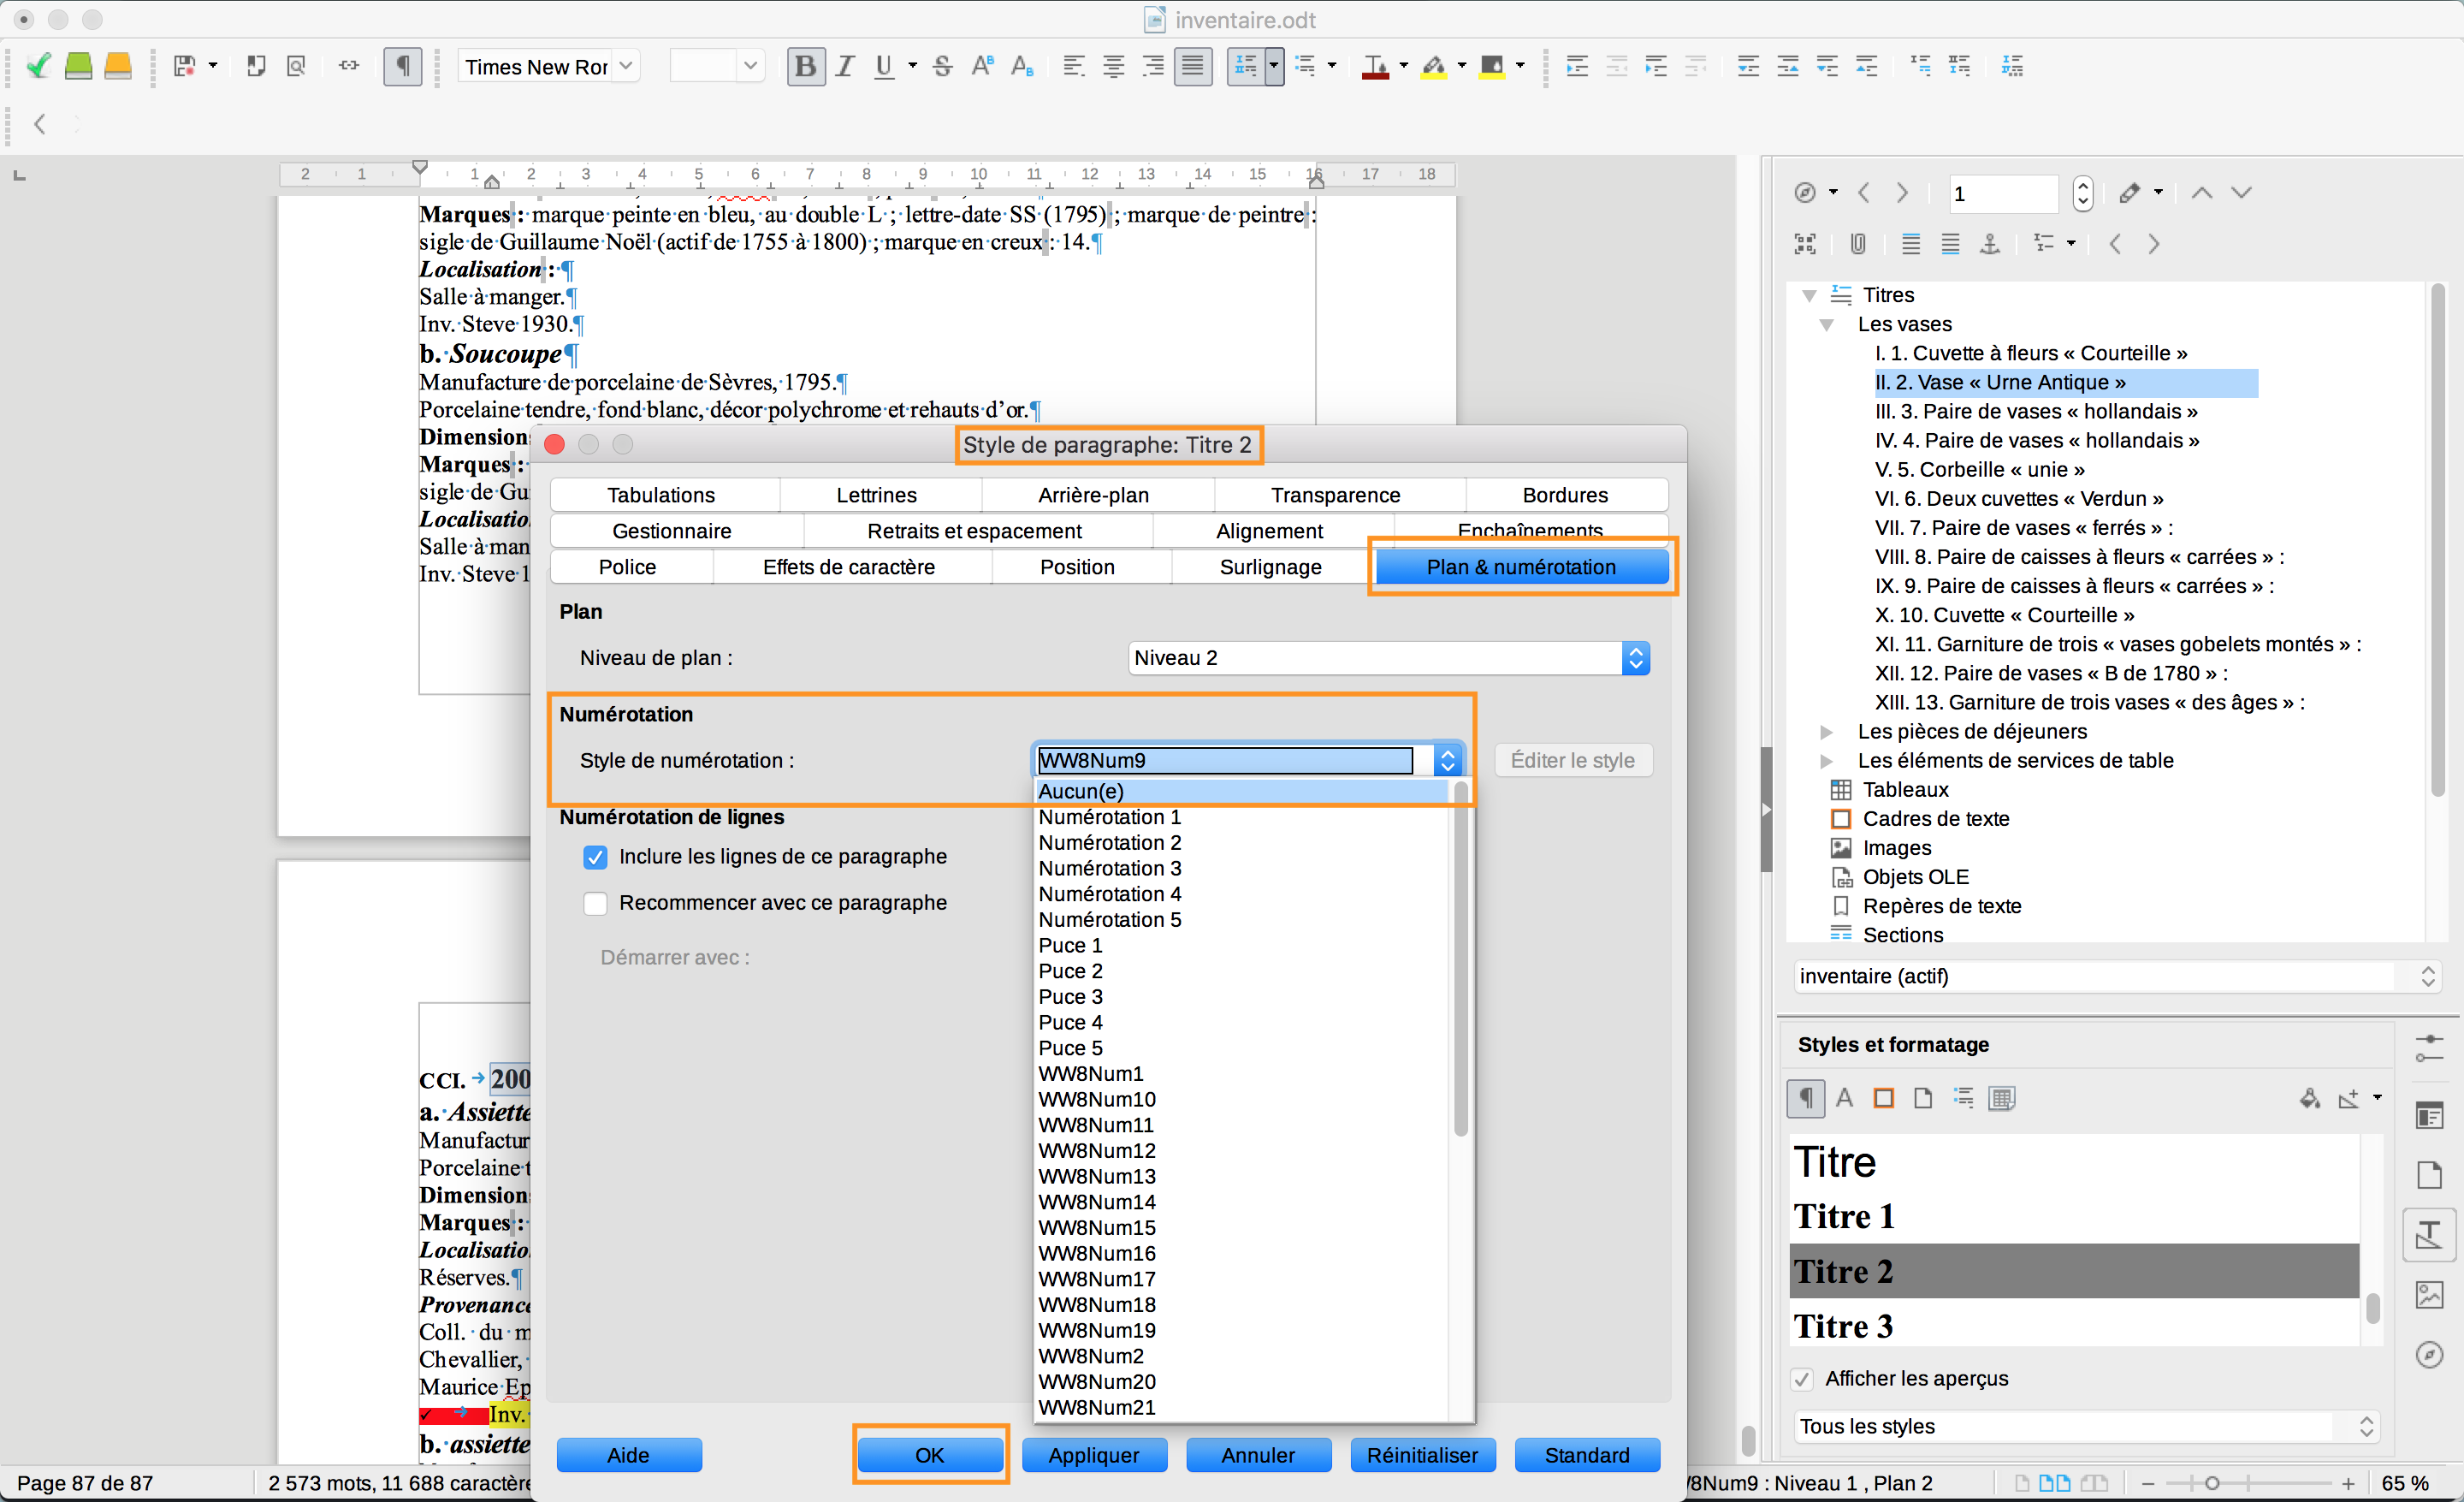 inventaire.odt
Times New Ror
2 1 1 2 3 4 5 6 7 8 9 10 11 12 13 14 15 16 17 18
Marques : marque peinte en bleu, au double L ; lettre-date SS (1795) ; marque de peintre :
sigle de Guillaume Noël (actif de 1755 à 1800) ; marque en creux : 14.¶
Localisation : ¶
Salle à manger.¶
Inv. Steve 1930.¶
b. Soucoupe¶
Manufacture de porcelaine de Sèvres, 1795.¶
Porcelaine tendre, fond blanc, décor polychrome et rehauts d’or.¶
Dimension
Marques :
sigle de Gu
Localisatio
Salle à man
Inv. Steve 1
CCI. → 200
a. Assiette
Manufactur
Porcelaine t
Dimension
Marques :
Localisatio
Réserves.¶
Provenance
Coll. du m
Chevallier,
Maurice Ep
Inv.
b. assiette
Style de paragraphe: Titre 2
Tabulations Lettrines Arrière-plan Transparence Bordures
Gestionnaire Retraits et espacement Alignement Enchaînements
Police Effets de caractère Position Surlignage Plan & numérotation
Plan
Niveau de plan : Niveau 2
Numérotation
Style de numérotation : WW8Num9 Éditer le style
Aucun(e)
Numérotation 1
Numérotation 2
Numérotation 3
Numérotation 4
Numérotation 5
Puce 1
Puce 2
Puce 3
Puce 4
Puce 5
WW8Num1
WW8Num10
WW8Num11
WW8Num12
WW8Num13
WW8Num14
WW8Num15
WW8Num16
WW8Num17
WW8Num18
WW8Num19
WW8Num2
WW8Num20
WW8Num21
Numérotation de lignes
Inclure les lignes de ce paragraphe
Recommencer avec ce paragraphe
Démarrer avec :
Aide OK Appliquer Annuler Réinitialiser Standard
1
Titres
Les vases
I. 1. Cuvette à fleurs « Courteille »
II. 2. Vase « Urne Antique »
III. 3. Paire de vases « hollandais »
IV. 4. Paire de vases « hollandais »
V. 5. Corbeille « unie »
VI. 6. Deux cuvettes « Verdun »
VII. 7. Paire de vases « ferrés » :
VIII. 8. Paire de caisses à fleurs « carrées » :
IX. 9. Paire de caisses à fleurs « carrées » :
X. 10. Cuvette « Courteille »
XI. 11. Garniture de trois « vases gobelets montés » :
XII. 12. Paire de vases « B de 1780 » :
XIII. 13. Garniture de trois vases « des âges » :
Les pièces de déjeuners
Les éléments de services de table
Tableaux
Cadres de texte
Images
Objets OLE
Repères de texte
Sections
inventaire (actif)
Styles et formatage
Titre
Titre 1
Titre 2
Titre 3
Afficher les aperçus
Tous les styles
Page 87 de 87 2 573 mots, 11 688 caractère
/8Num9 : Niveau 1 , Plan 2 65 %